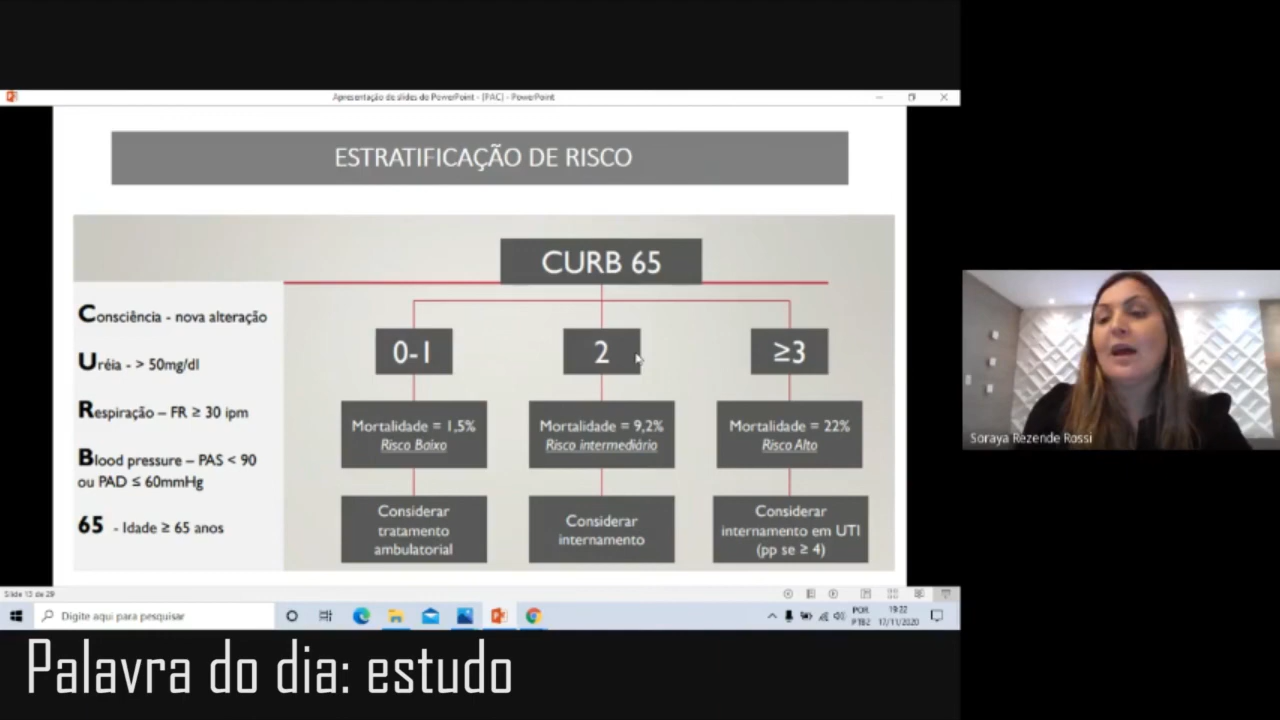 Apresentação de slides do PowerPoint - [PAC] - PowerPoint
ESTRATIFICAÇÃO DE RISCO
CURB 65
Consciência - nova alteração
Uréia - > 50mg/dl
Respiração – FR ≥ 30 ipm
Blood pressure – PAS < 90
ou PAD ≤ 60mmHg
65 - Idade ≥ 65 anos
0-1
2
≥3
Mortalidade = 1,5%
Risco Baixo
Mortalidade = 9,2%
Risco intermediário
Mortalidade = 22%
Risco Alto
Considerar
tratamento
ambulatorial
Considerar
internamento
Considerar
internamento em UTI
(pp se ≥ 4)
Soraya Rezende Rossi
Slide 13 de 29
Digite aqui para pesquisar
POR
PTB2
19:22
17/11/2020
Palavra do dia: estudo